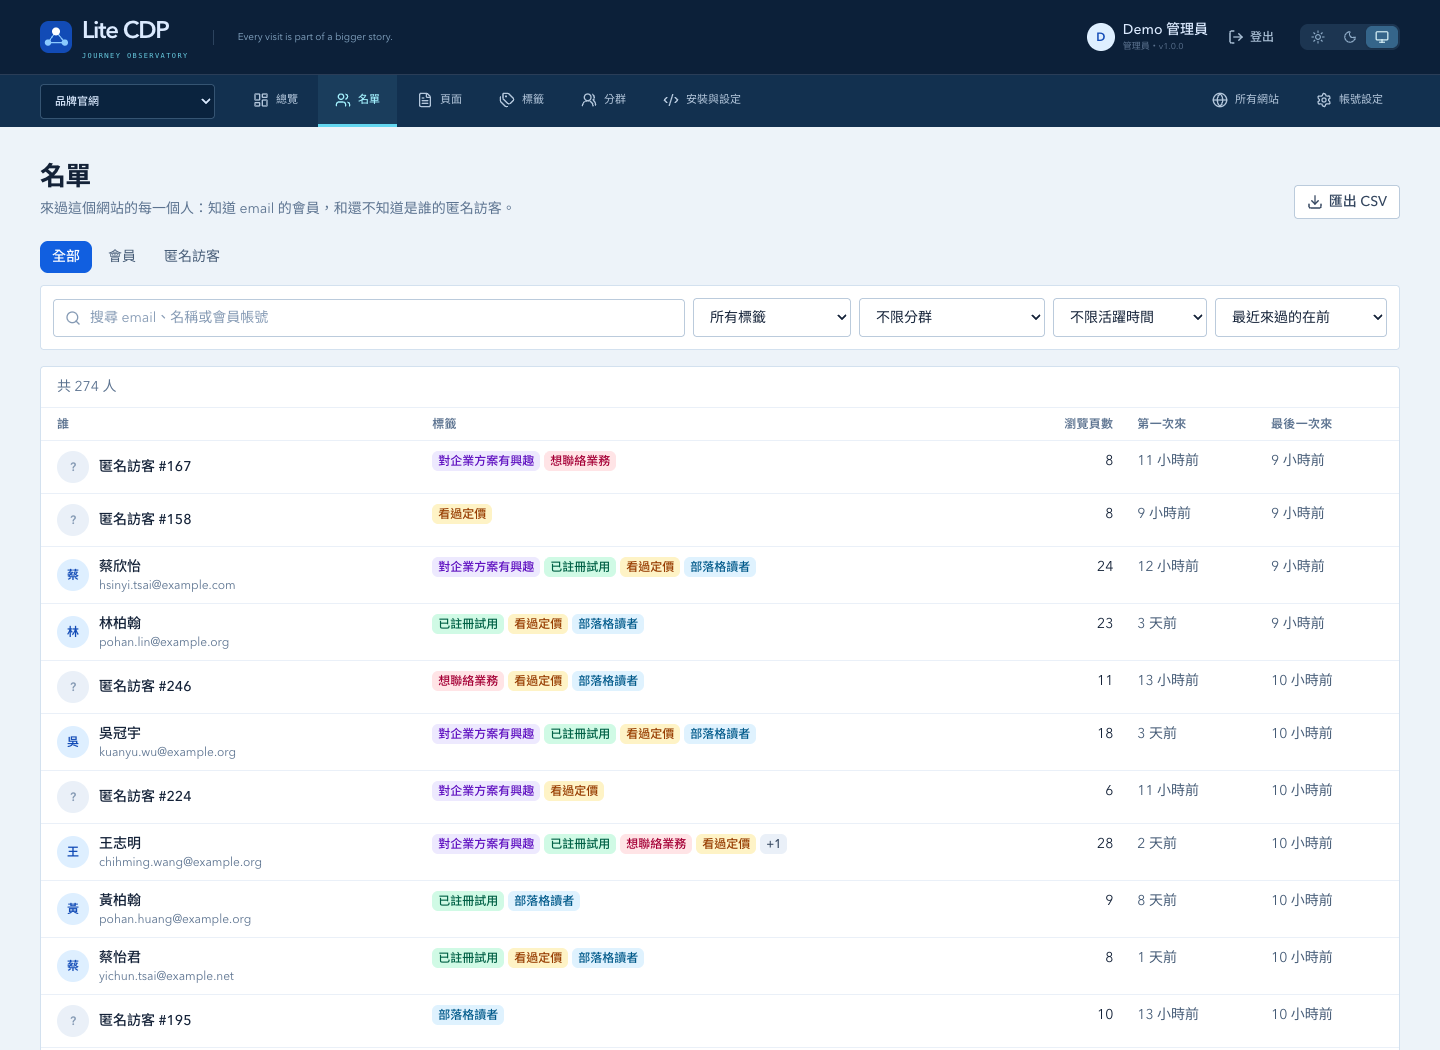 Lite CDP
JOURNEY OBSERVATORY
Every visit is part of a bigger story.
D
Demo 管理員
管理員・v1.0.0
登出
品牌官網
總覽
名單
頁面
標籤
分群
安裝與設定
所有網站
帳號設定
名單
來過這個網站的每一個人：知道 email 的會員，和還不知道是誰的匿名訪客。
匯出 CSV
全部 會員 匿名訪客
搜尋 email、名稱或會員帳號
所有標籤
不限分群
不限活躍時間
最近來過的在前
共 274 人
誰 標籤 瀏覽頁數 第一次來 最後一次來
? 匿名訪客 #167 對企業方案有興趣 想聯絡業務 8 11 小時前 9 小時前
? 匿名訪客 #158 看過定價 8 9 小時前 9 小時前
蔡 蔡欣怡 對企業方案有興趣 已註冊試用 看過定價 部落格讀者 24 12 小時前 9 小時前
hsinyi.tsai@example.com
林 林柏翰 已註冊試用 看過定價 部落格讀者 23 3 天前 9 小時前
pohan.lin@example.org
? 匿名訪客 #246 想聯絡業務 看過定價 部落格讀者 11 13 小時前 10 小時前
吳 吳冠宇 對企業方案有興趣 已註冊試用 看過定價 部落格讀者 18 3 天前 10 小時前
kuanyu.wu@example.org
? 匿名訪客 #224 對企業方案有興趣 看過定價 6 11 小時前 10 小時前
王 王志明 對企業方案有興趣 已註冊試用 想聯絡業務 看過定價 +1 28 2 天前 10 小時前
chihming.wang@example.org
黃 黃柏翰 已註冊試用 部落格讀者 9 8 天前 10 小時前
pohan.huang@example.org
蔡 蔡怡君 已註冊試用 看過定價 部落格讀者 8 1 天前 10 小時前
yichun.tsai@example.net
? 匿名訪客 #195 部落格讀者 10 13 小時前 10 小時前